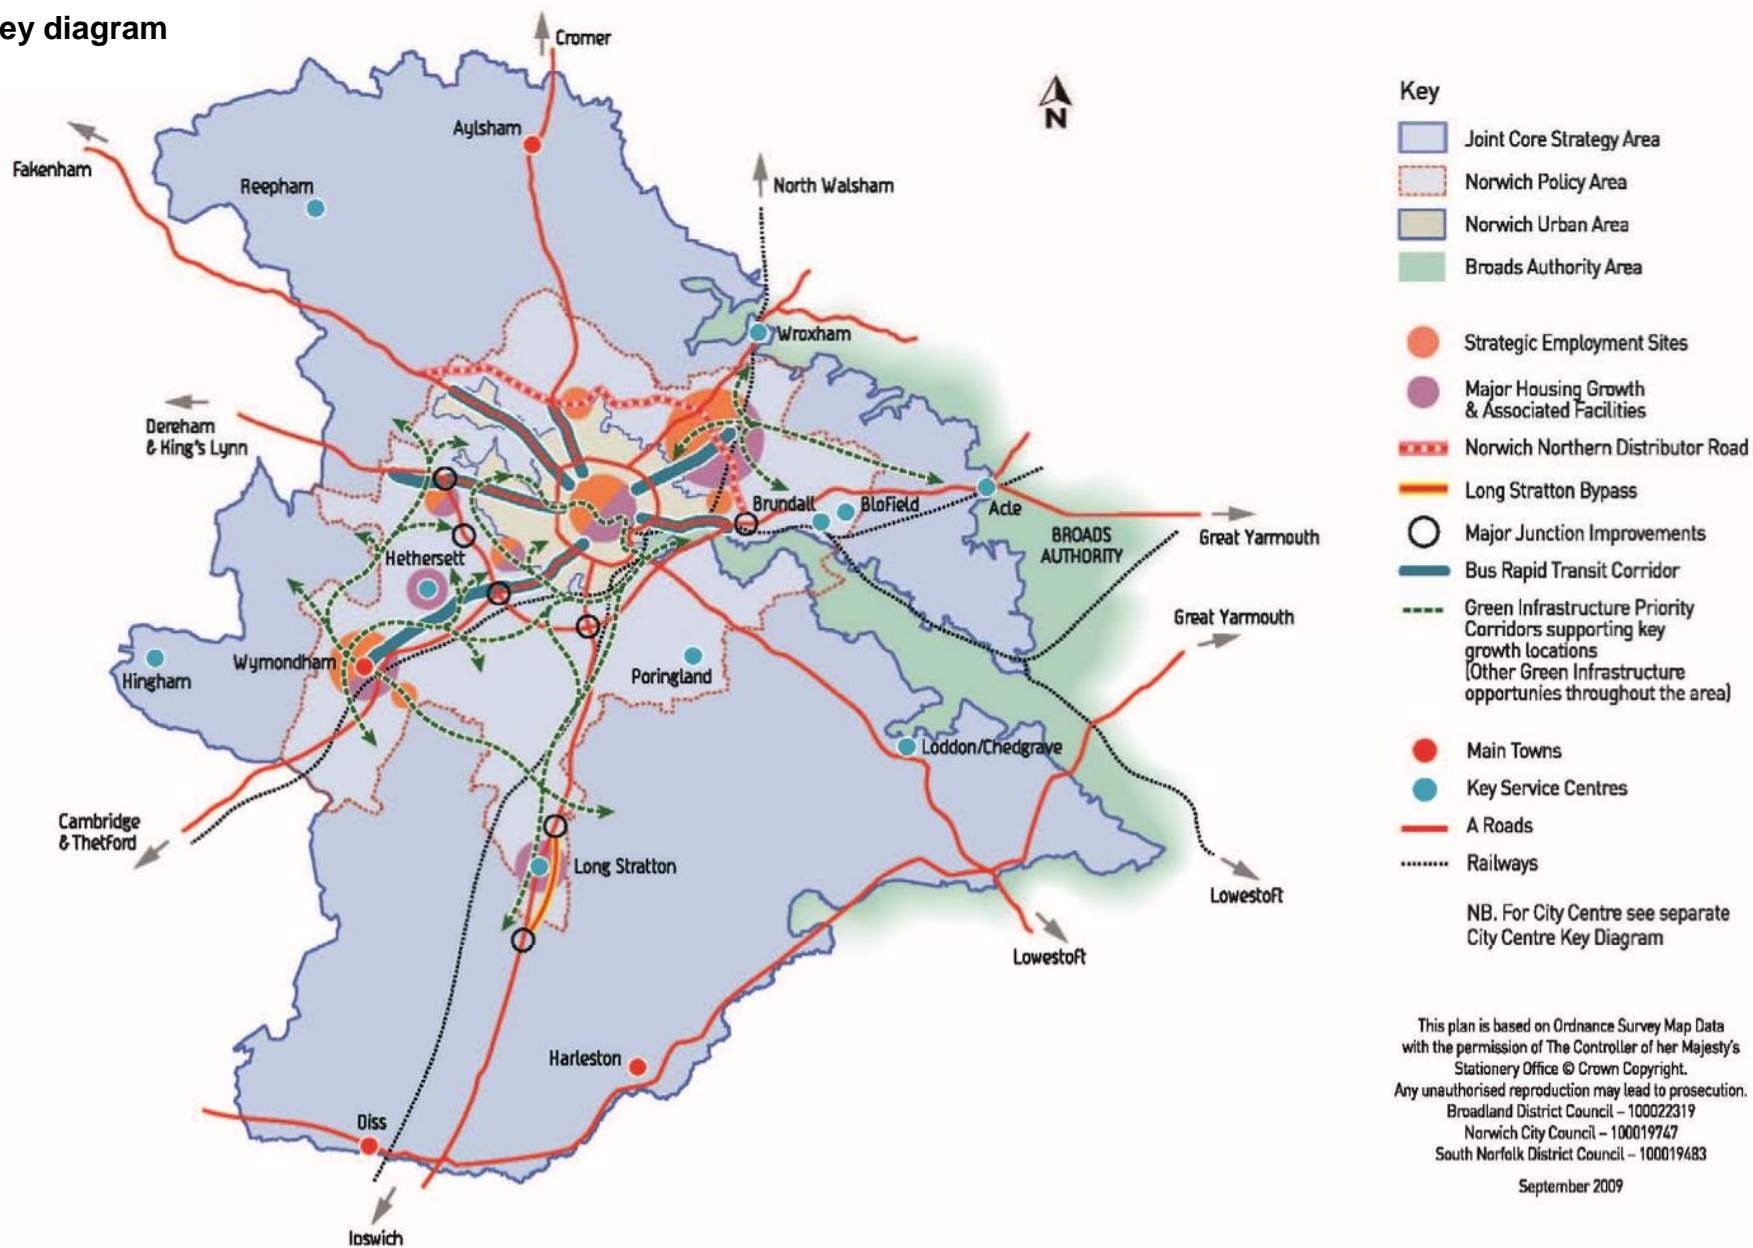 ey diagram
Cromer
Aylsham
Fakenham
Reepham
North Walsham
N
Wroxham
Dereham
& King's Lynn
Brundall
Blofield
Acle
BROADS
AUTHORITY
Great Yarmouth
Hethersett
Great Yarmouth
Wymondham
Hingham
Poringland
Loddon/Chedgrave
Cambridge
& Thetford
Long Stratton
Lowestoft
Lowestoft
Harleston
Diss
Ipswich
Key
Joint Core Strategy Area
Norwich Policy Area
Norwich Urban Area
Broads Authority Area
Strategic Employment Sites
Major Housing Growth
& Associated Facilities
Norwich Northern Distributor Road
Long Stratton Bypass
Major Junction Improvements
Bus Rapid Transit Corridor
Green Infrastructure Priority
Corridors supporting key
growth locations
(Other Green Infrastructure
opportunies throughout the area)
Main Towns
Key Service Centres
A Roads
Railways
NB. For City Centre see separate
City Centre Key Diagram
This plan is based on Ordnance Survey Map Data
with the permission of The Controller of her Majesty's
Stationery Office © Crown Copyright.
Any unauthorised reproduction may lead to prosecution.
Broadland District Council – 100022319
Norwich City Council – 100019747
South Norfolk District Council – 100019483
September 2009